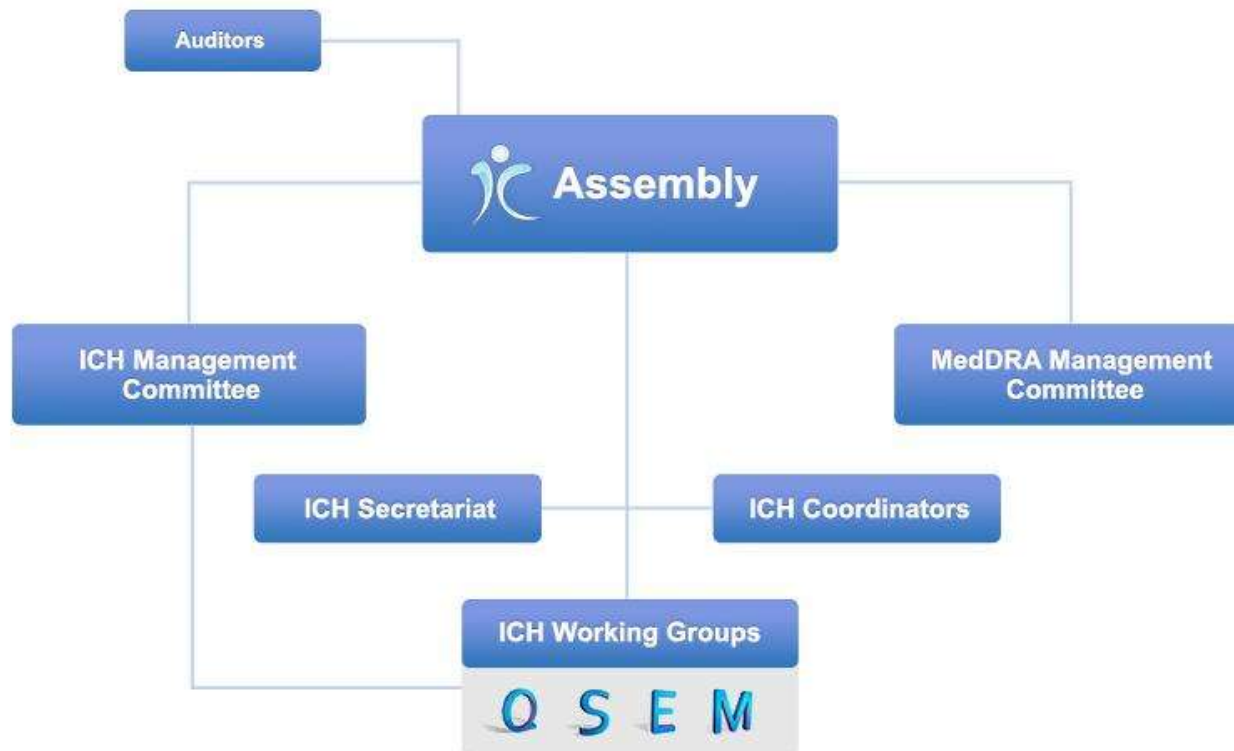 Auditors
Assembly
ICH Management
Committee
MedDRA Management
Committee
ICH Secretariat
ICH Coordinators
ICH Working Groups
Q S E M